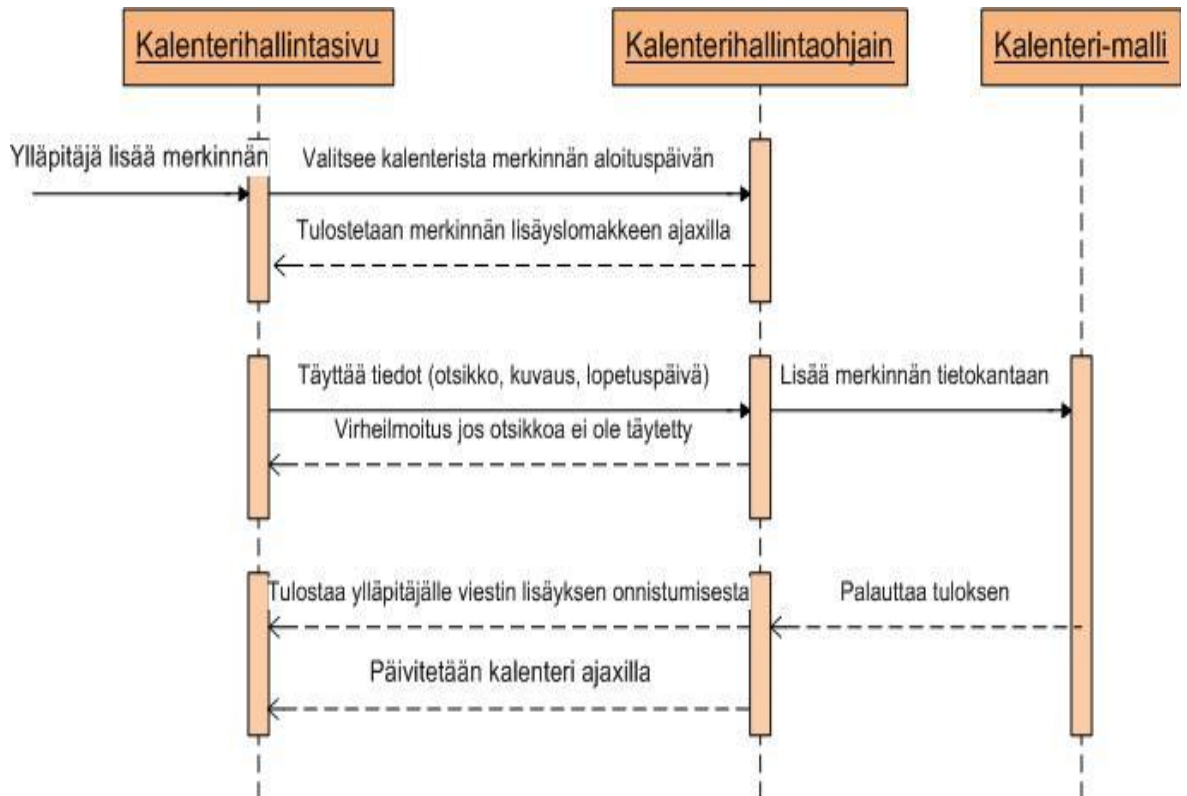 Kalenterihallintasivu
Kalenterihallintaohjain
Kalenteri-malli
Ylläpitäjä lisää merkinnän
Valitsee kalenterista merkinnän aloituspäivän
Tulostetaan merkinnän lisäyslomakkeen ajaxilla
Täyttää tiedot (otsikko, kuvaus, lopetuspäivä)
Lisää merkinnän tietokantaan
Virheilmoitus jos otsikkoa ei ole täytetty
Tulostaa ylläpitäjälle viestin lisäyksen onnistumisesta
Palauttaa tuloksen
Päivitetään kalenteri ajaxilla